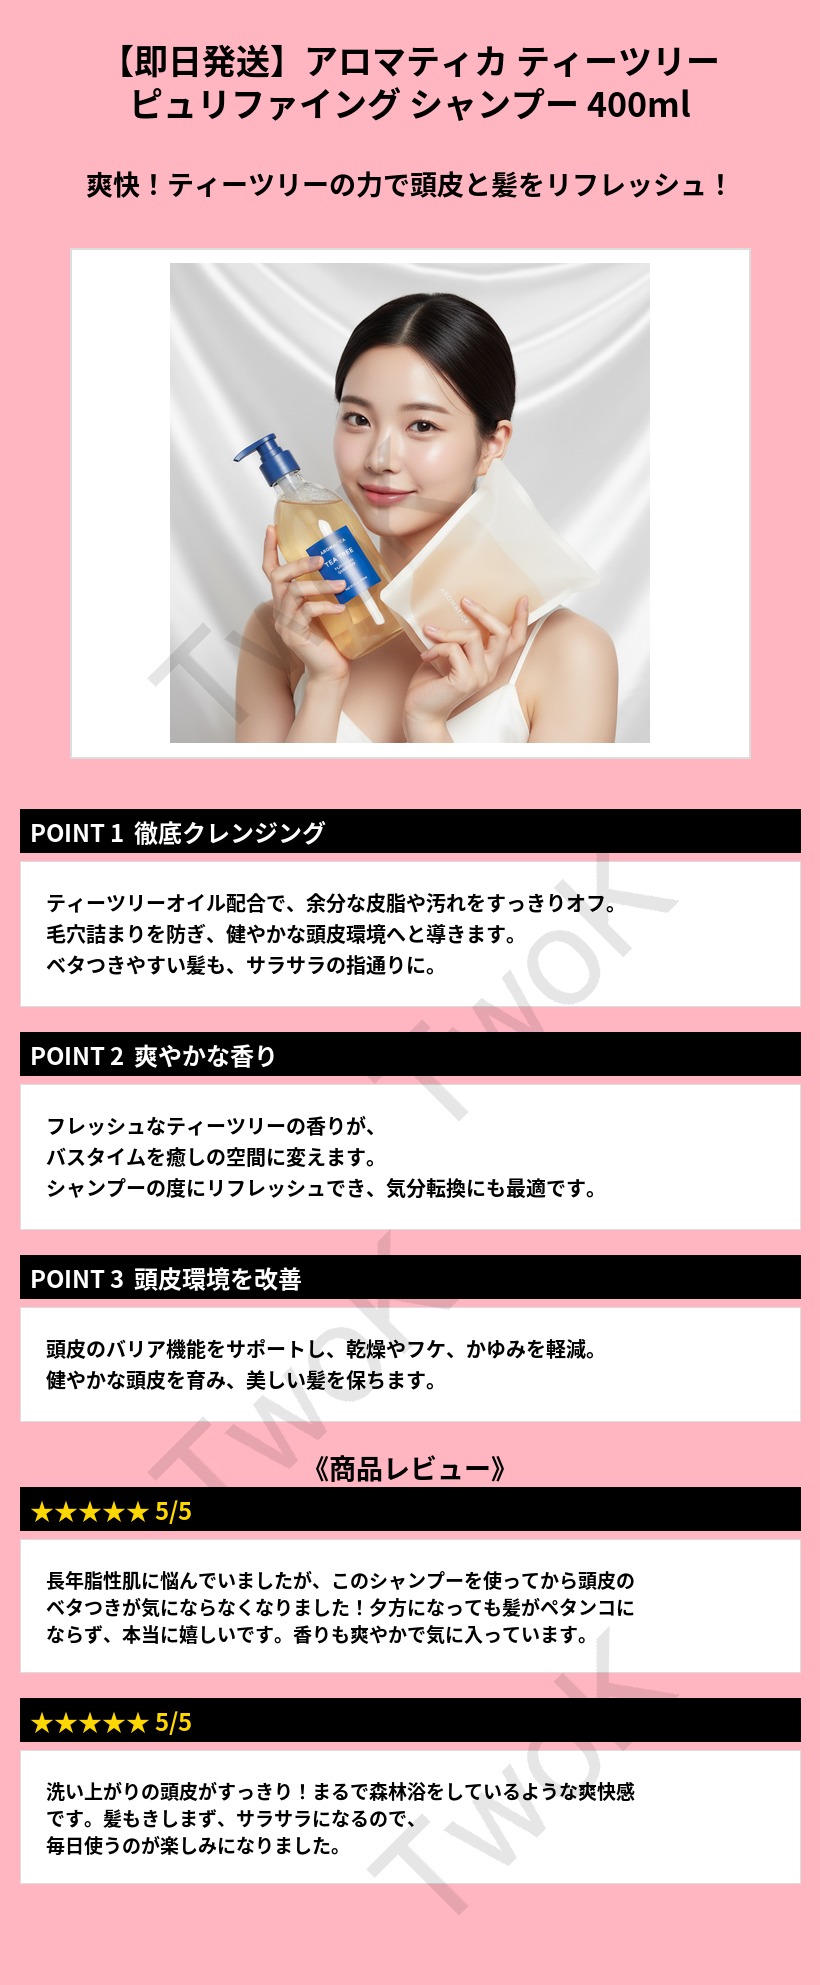 【即日発送】アロマティカ ティーツリー
ピュリファイング シャンプー 400ml
爽快！ティーツリーの力で頭皮と髪をリフレッシュ！
AROMATICA
TEA TREE
TwoK
POINT 1 徹底クレンジング
ティーツリーオイル配合で、余分な皮脂や汚れをすっきりオフ。
毛穴詰まりを防ぎ、健やかな頭皮環境へと導きます。
ベタつきやすい髪も、サラサラの指通りに。
TwoK
POINT 2 爽やかな香り
フレッシュなティーツリーの香りが、
バスタイムを癒しの空間に変えます。
シャンプーの度にリフレッシュでき、気分転換にも最適です。
POINT 3 頭皮環境を改善
頭皮のバリア機能をサポートし、乾燥やフケ、かゆみを軽減。
健やかな頭皮を育み、美しい髪を保ちます。
TwoK
《商品レビュー》
★★★★★ 5/5
長年脂性肌に悩んでいましたが、このシャンプーを使ってから頭皮の
ベタつきが気にならなくなりました！夕方になっても髪がペタンコに
ならず、本当に嬉しいです。香りも爽やかで気に入っています。
★★★★★ 5/5
洗い上がりの頭皮がすっきり！まるで森林浴をしているような爽快感
です。髪もきしまず、サラサラになるので、
毎日使うのが楽しみになりました。
TwoK